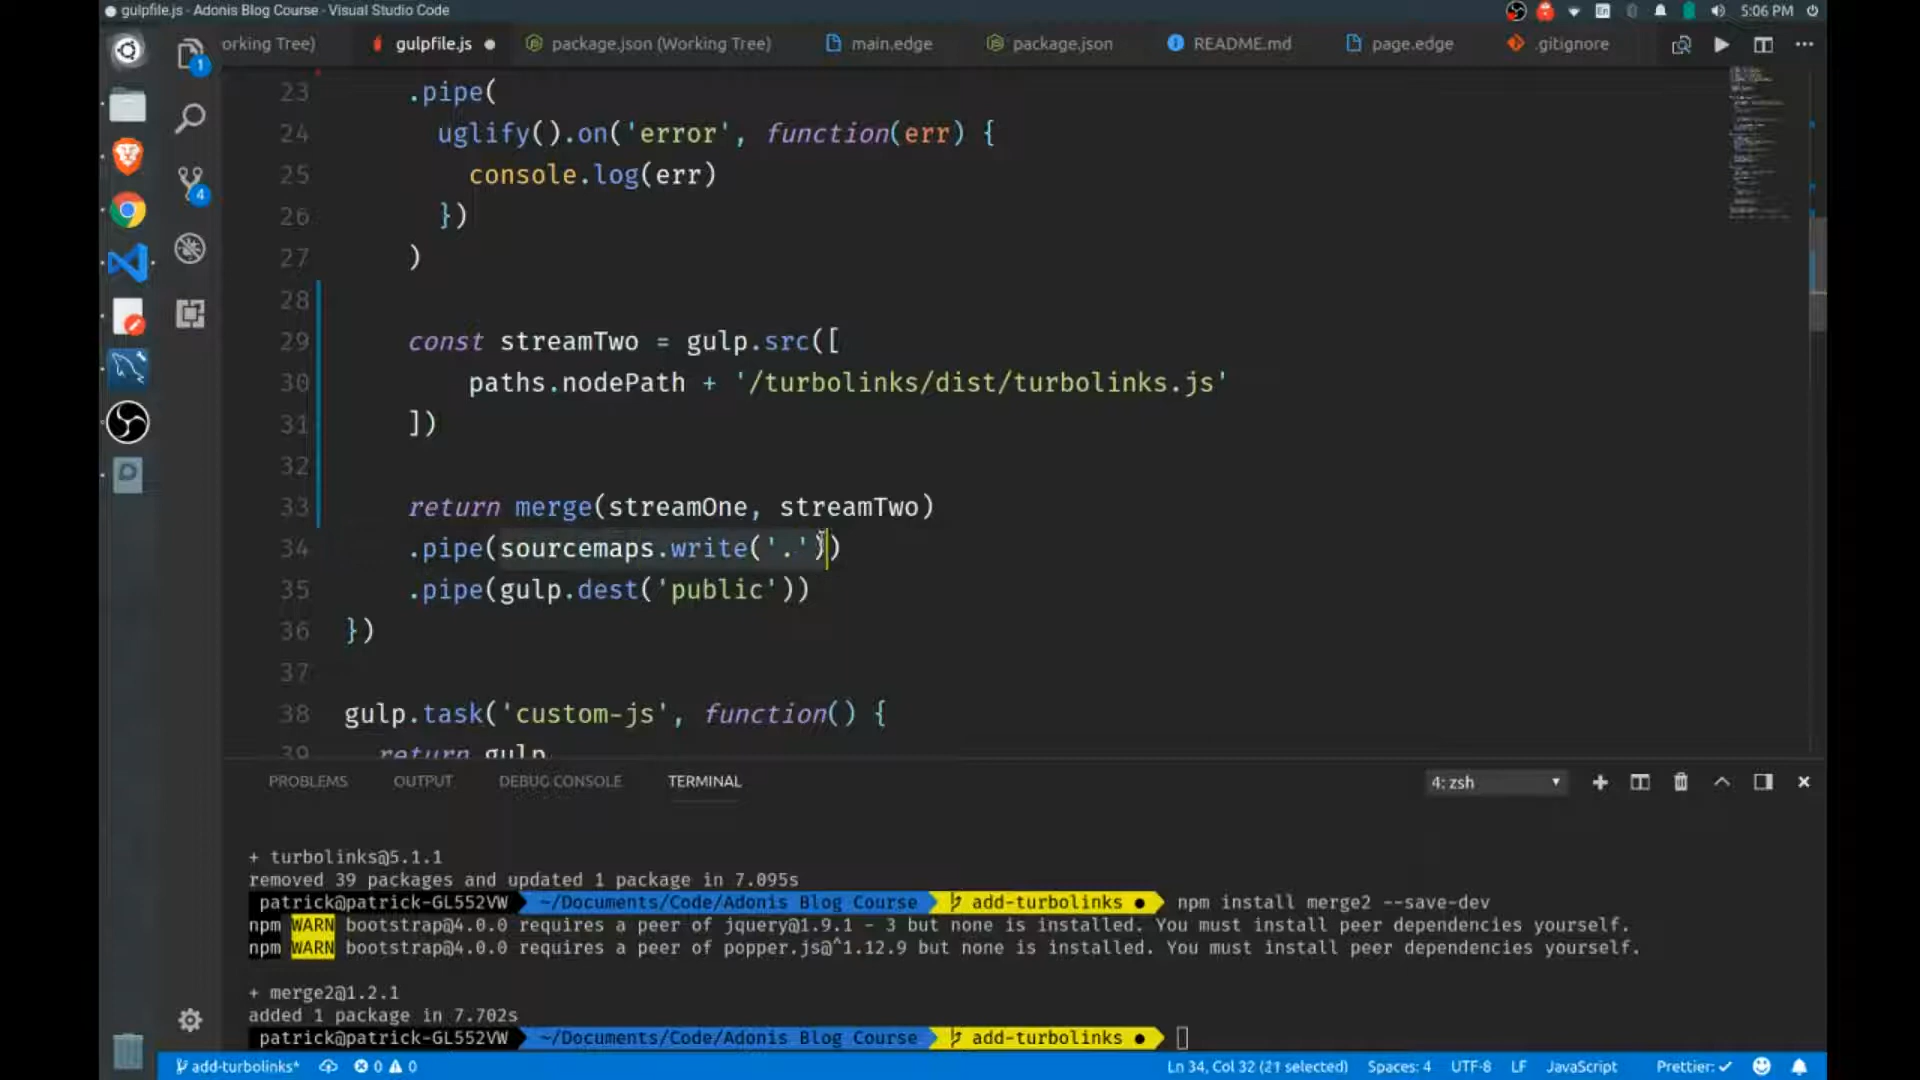 gulpfile.js - Adonis Blog Course - Visual Studio Code
En
5:06 PM
orking Tree)
gulpfile.js
package.json (Working Tree)
main.edge
package.json
README.md
page.edge
.gitignore
1
4
23 .pipe(
24 uglify().on('error', function(err) {
25 console.log(err)
26 })
27 )
28
29 const streamTwo = gulp.src([
30 paths.nodePath + '/turbolinks/dist/turbolinks.js'
31 ])
32
33 return merge(streamOne, streamTwo)
34 .pipe(sourcemaps.write('.'))
35 .pipe(gulp.dest('public'))
36 })
37
38 gulp.task('custom-js', function() {
39 return gulp
PROBLEMS OUTPUT DEBUG CONSOLE TERMINAL
4: zsh
+ turbolinks@5.1.1
removed 39 packages and updated 1 package in 7.095s
patrick@patrick-GL552VW ~/Documents/Code/Adonis Blog Course add-turbolinks ● npm install merge2 --save-dev
npm WARN bootstrap@4.0.0 requires a peer of jquery@1.9.1 - 3 but none is installed. You must install peer dependencies yourself.
npm WARN bootstrap@4.0.0 requires a peer of popper.js@^1.12.9 but none is installed. You must install peer dependencies yourself.
+ merge2@1.2.1
added 1 package in 7.702s
patrick@patrick-GL552VW ~/Documents/Code/Adonis Blog Course add-turbolinks ●
add-turbolinks* 0 0 Ln 34, Col 32 (21 selected) Spaces: 4 UTF-8 LF JavaScript Prettier: ✓